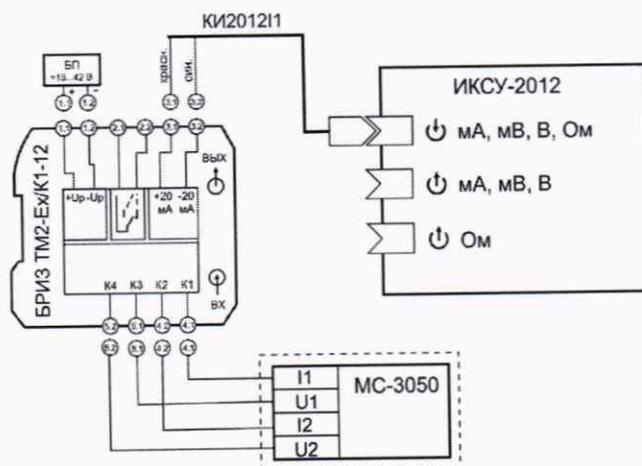 КИ2012I1
БП
+18...42 В
+ −
1.1 1.2
красн. син.
3.1 3.2
1.1 1.2 2.1 2.2 3.1 3.2
БРИЗ ТМ2-Ex/К1-12
ВЫХ
+Up -Up
+20 мА
-20 мА
К4 К3 К2 К1
ВХ
5.2 5.1 4.2 4.1
5.2 5.1 4.2 4.1
ИКСУ-2012
мА, мВ, В, Ом
мА, мВ, В
Ом
I1
U1
I2
U2
МС-3050